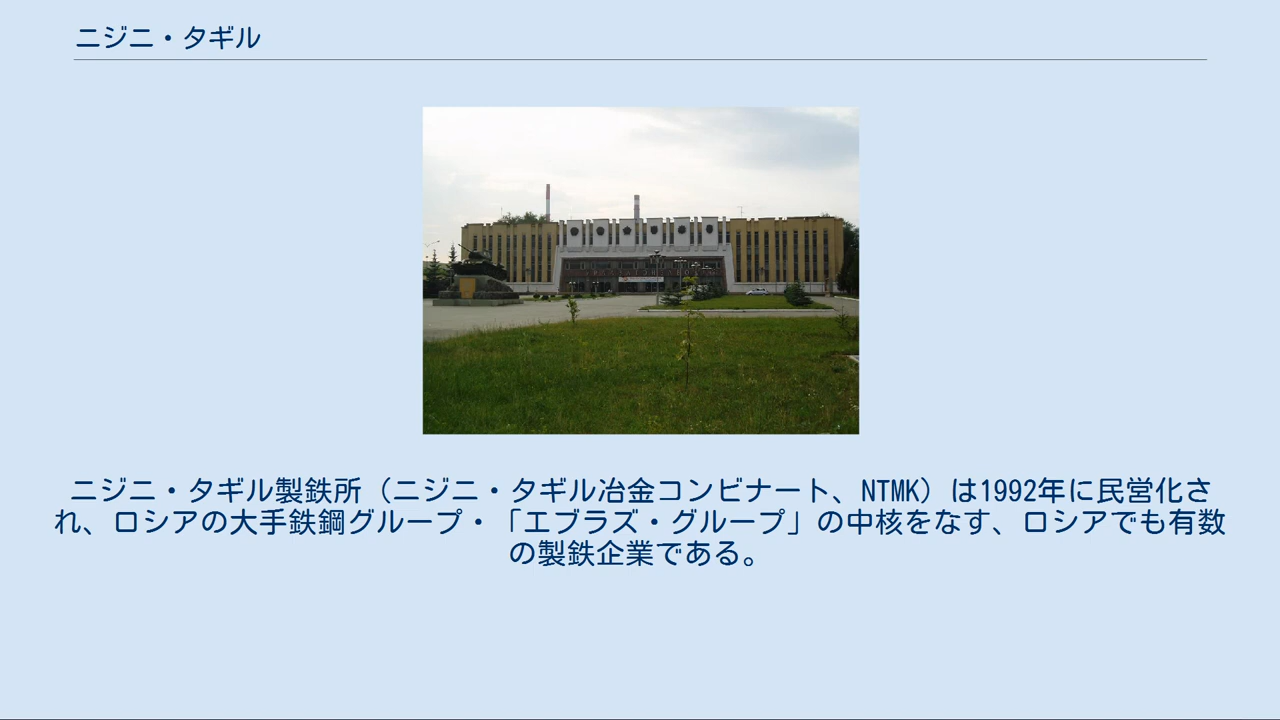 ニジニ・タギル
ニジニ・タギル製鉄所（ニジニ・タギル冶金コンビナート、NTMK）は1992年に民営化さ
れ、ロシアの大手鉄鋼グループ・「エブラズ・グループ」の中核をなす、ロシアでも有数
の製鉄企業である。